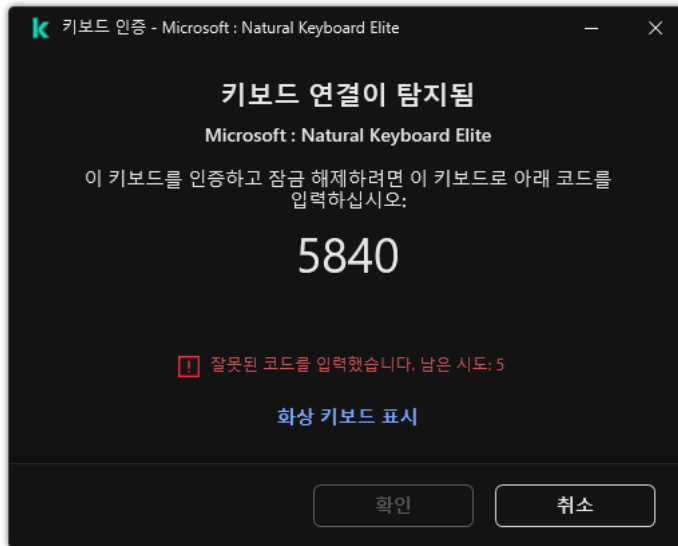 키보드 인증 - Microsoft : Natural Keyboard Elite
키보드 연결이 탐지됨
Microsoft : Natural Keyboard Elite
이 키보드를 인증하고 잠금 해제하려면 이 키보드로 아래 코드를
입력하십시오:
5840
잘못된 코드를 입력했습니다. 남은 시도: 5
화상 키보드 표시
확인
취소